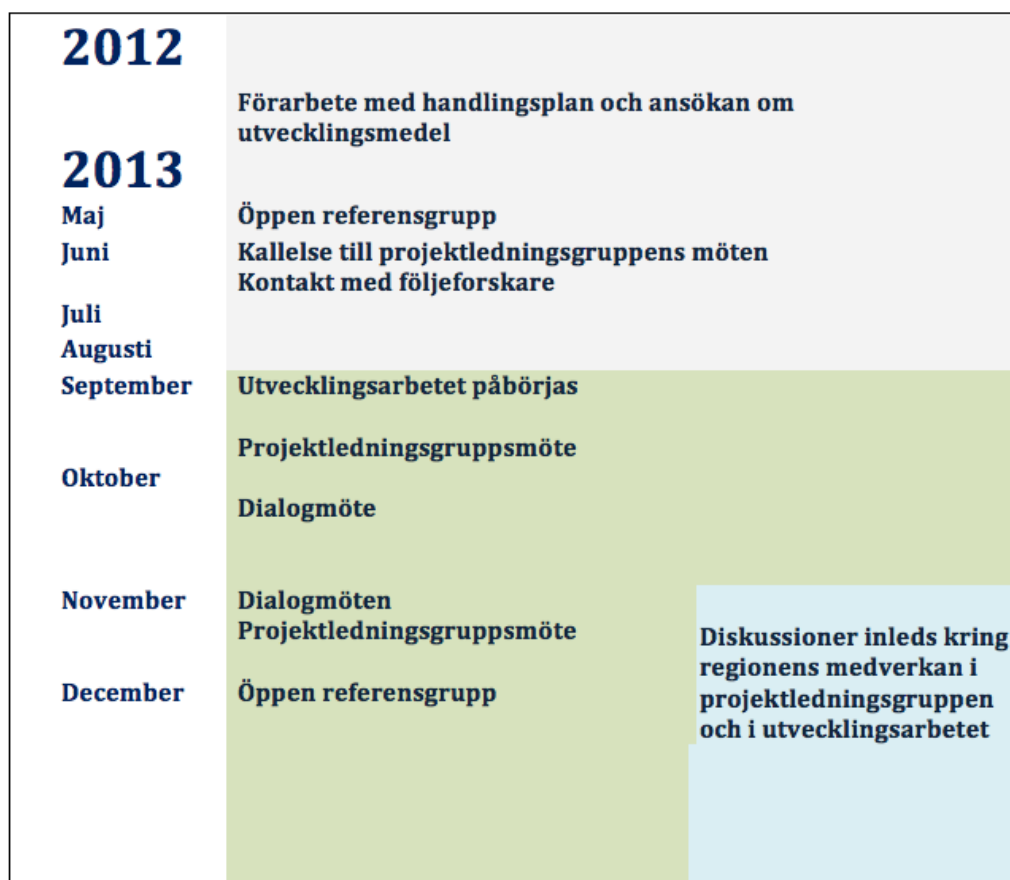 2012
Förarbete med handlingsplan och ansökan om
utvecklingsmedel
2013
Maj Öppen referensgrupp
Juni Kallelse till projektledningsgruppens möten
Kontakt med följeforskare
Juli
Augusti
September Utvecklingsarbetet påbörjas
Projektledningsgruppsmöte
Oktober
Dialogmöte
November Dialogmöten
Projektledningsgruppsmöte
December Öppen referensgrupp
Diskussioner inleds kring
regionens medverkan i
projektledningsgruppen
och i utvecklingsarbetet